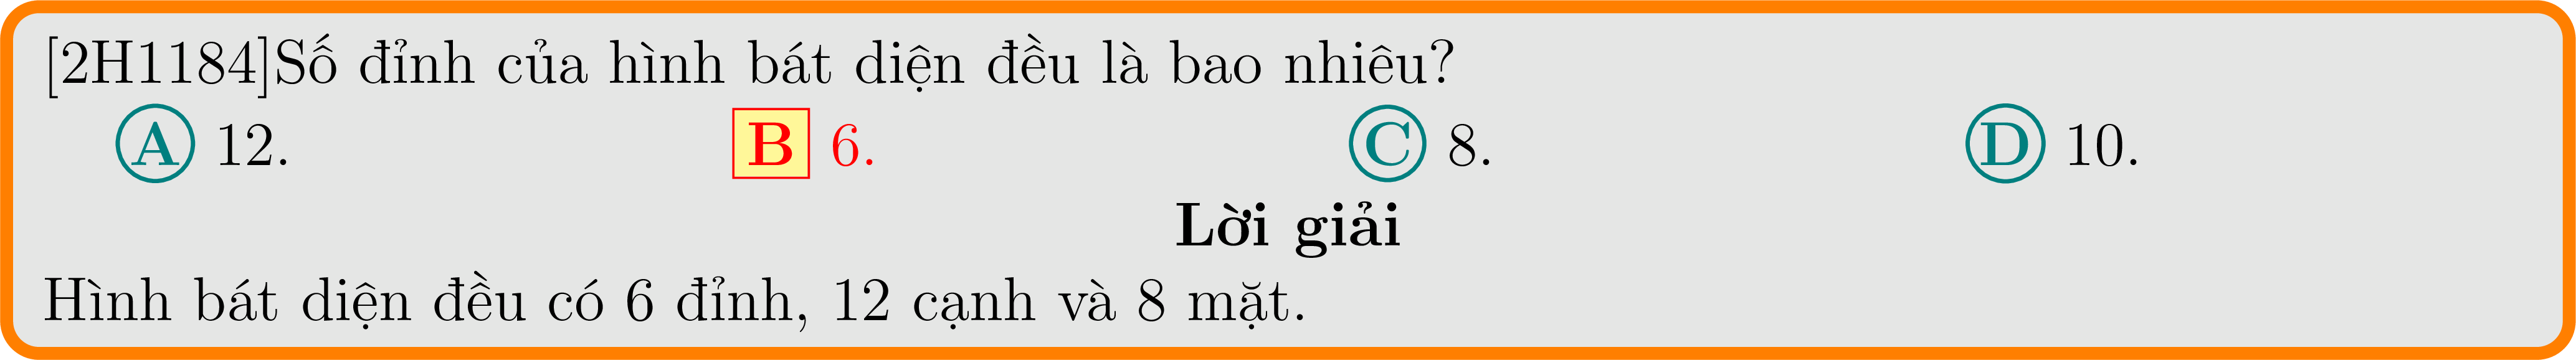 [2H1184]Số đỉnh của hình bát diện đều là bao nhiêu?
A 12. B 6. C 8. D 10.
Lời giải
Hình bát diện đều có 6 đỉnh, 12 cạnh và 8 mặt.